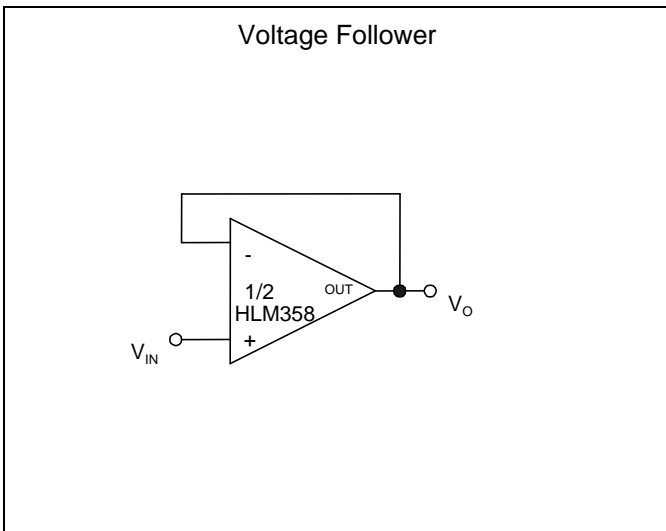 Voltage Follower
-
1/2
OUT
HLM358
+
V_IN
V_O